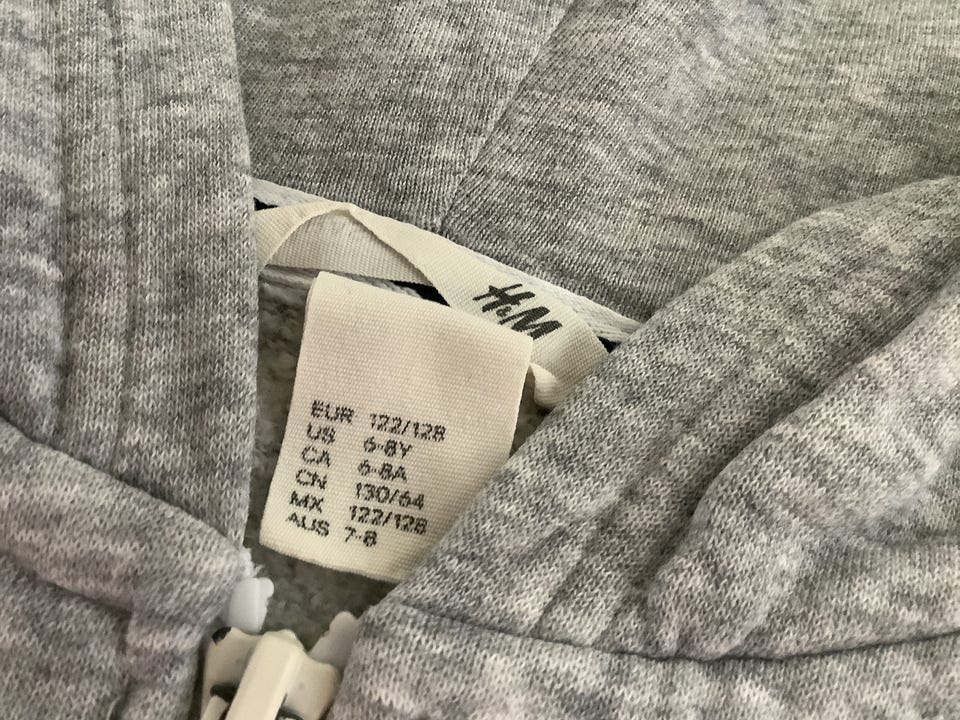 H&M
EUR 122/128
US 6-8Y
CA 6-8A
CN 130/64
MX 122/128
AUS 7-8